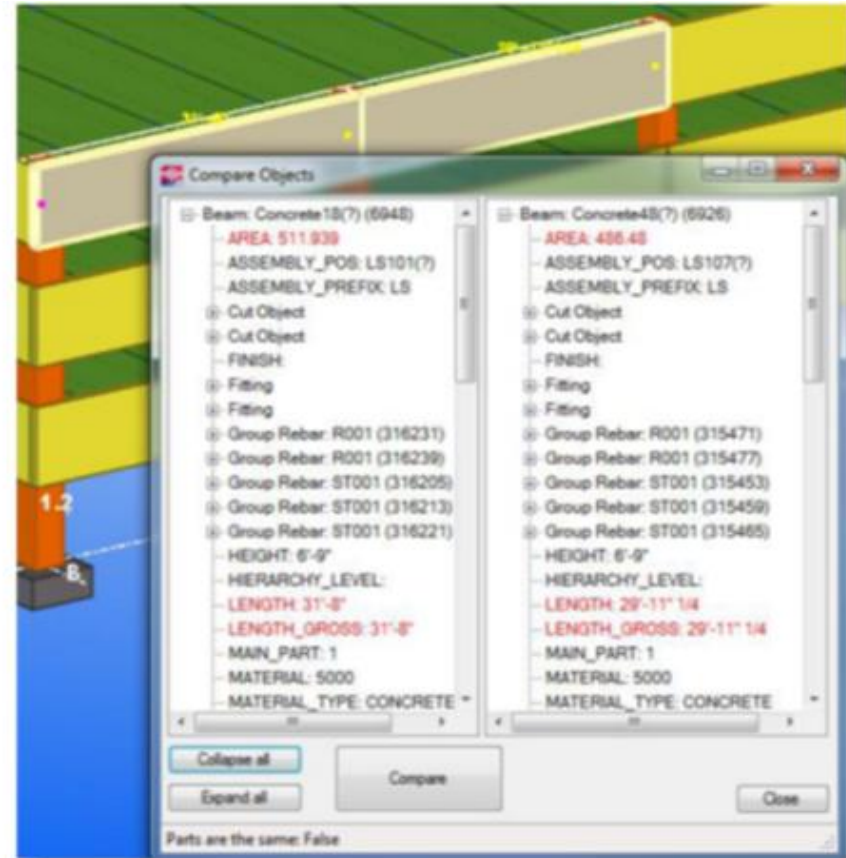 Compare Objects
Beam: Concrete18(?) (6948)
AREA: 511.939
ASSEMBLY_POS: LS101(?)
ASSEMBLY_PREFIX: LS
Cut Object
Cut Object
FINISH:
Fitting
Fitting
Group Rebar: R001 (316231)
Group Rebar: R001 (316239)
Group Rebar: ST001 (316205)
Group Rebar: ST001 (316213)
Group Rebar: ST001 (316221)
HEIGHT: 6'-9"
HIERARCHY_LEVEL:
LENGTH: 31'-8"
LENGTH_GROSS: 31'-8"
MAIN_PART: 1
MATERIAL: 5000
MATERIAL_TYPE: CONCRETE
Beam: Concrete48(?) (6926)
AREA: 486.48
ASSEMBLY_POS: LS107(?)
ASSEMBLY_PREFIX: LS
Cut Object
Cut Object
FINISH:
Fitting
Fitting
Group Rebar: R001 (315471)
Group Rebar: R001 (315477)
Group Rebar: ST001 (315453)
Group Rebar: ST001 (315459)
Group Rebar: ST001 (315465)
HEIGHT: 6'-9"
HIERARCHY_LEVEL:
LENGTH: 29'-11" 1/4
LENGTH_GROSS: 29'-11" 1/4
MAIN_PART: 1
MATERIAL: 5000
MATERIAL_TYPE: CONCRETE
1.2
B.
Collapse all
Expand all
Compare
Close
Parts are the same: False